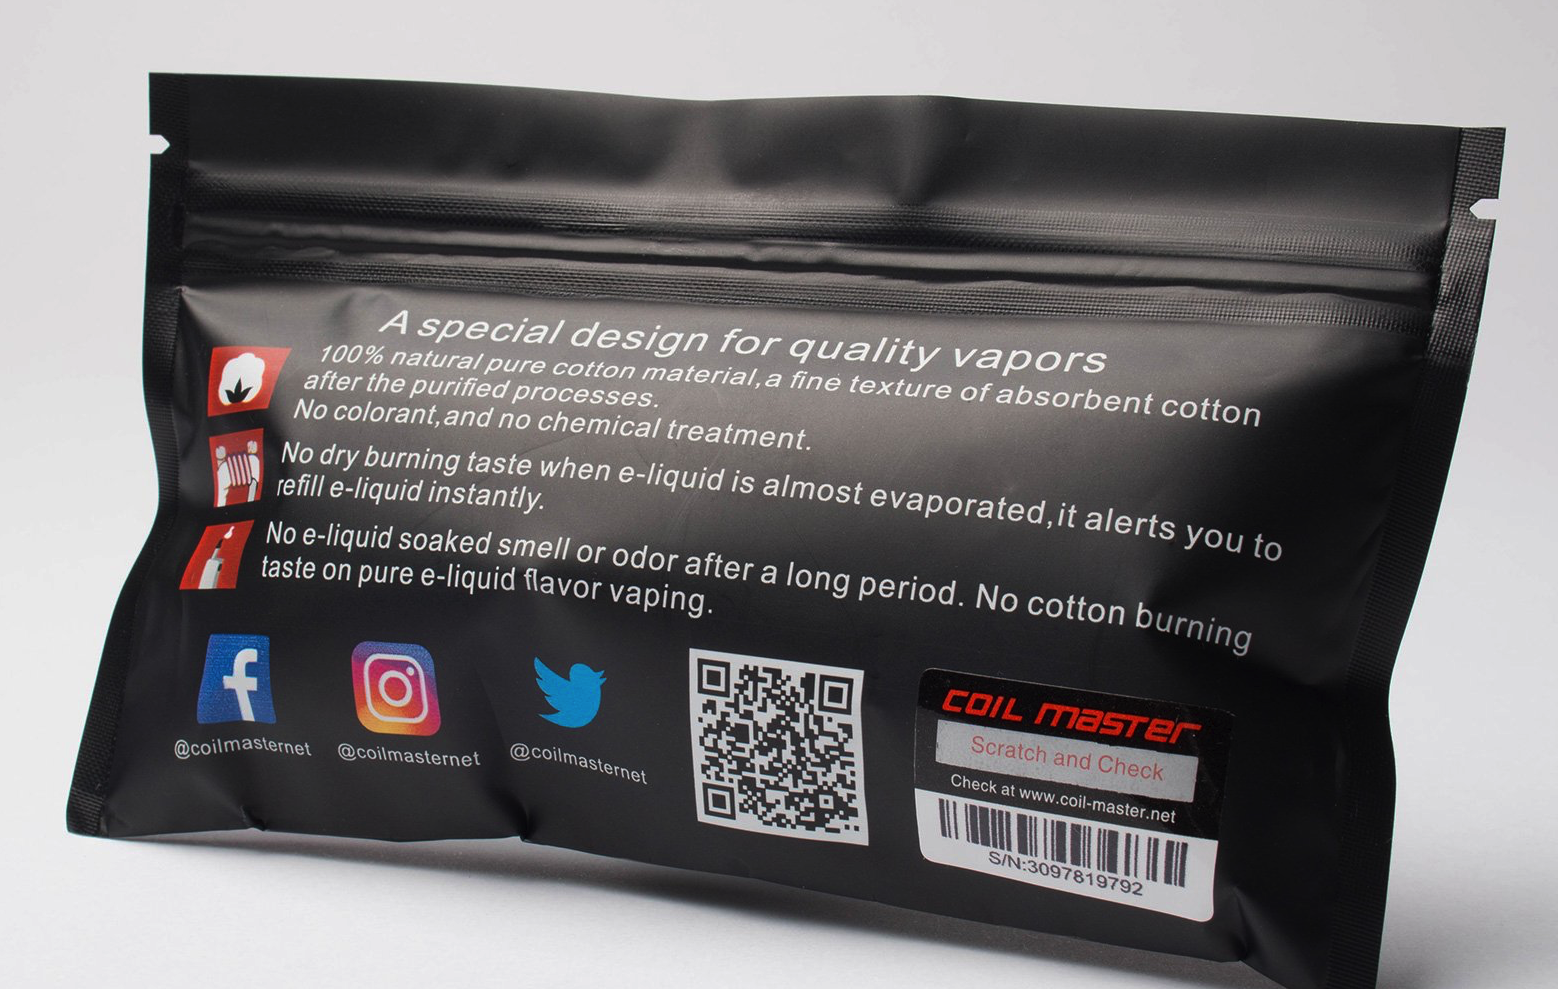 A special design for quality vapors
100% natural pure cotton material,a fine texture of absorbent cotton
after the purified processes.
No colorant,and no chemical treatment.
No dry burning taste when e-liquid is almost evaporated,it alerts you to
refill e-liquid instantly.
No e-liquid soaked smell or odor after a long period. No cotton burning
taste on pure e-liquid flavor vaping.
@coilmasternet
@coilmasternet
@coilmasternet
COIL MASTER
Scratch and Check
Check at www.coil-master.net
S/N:3097819792